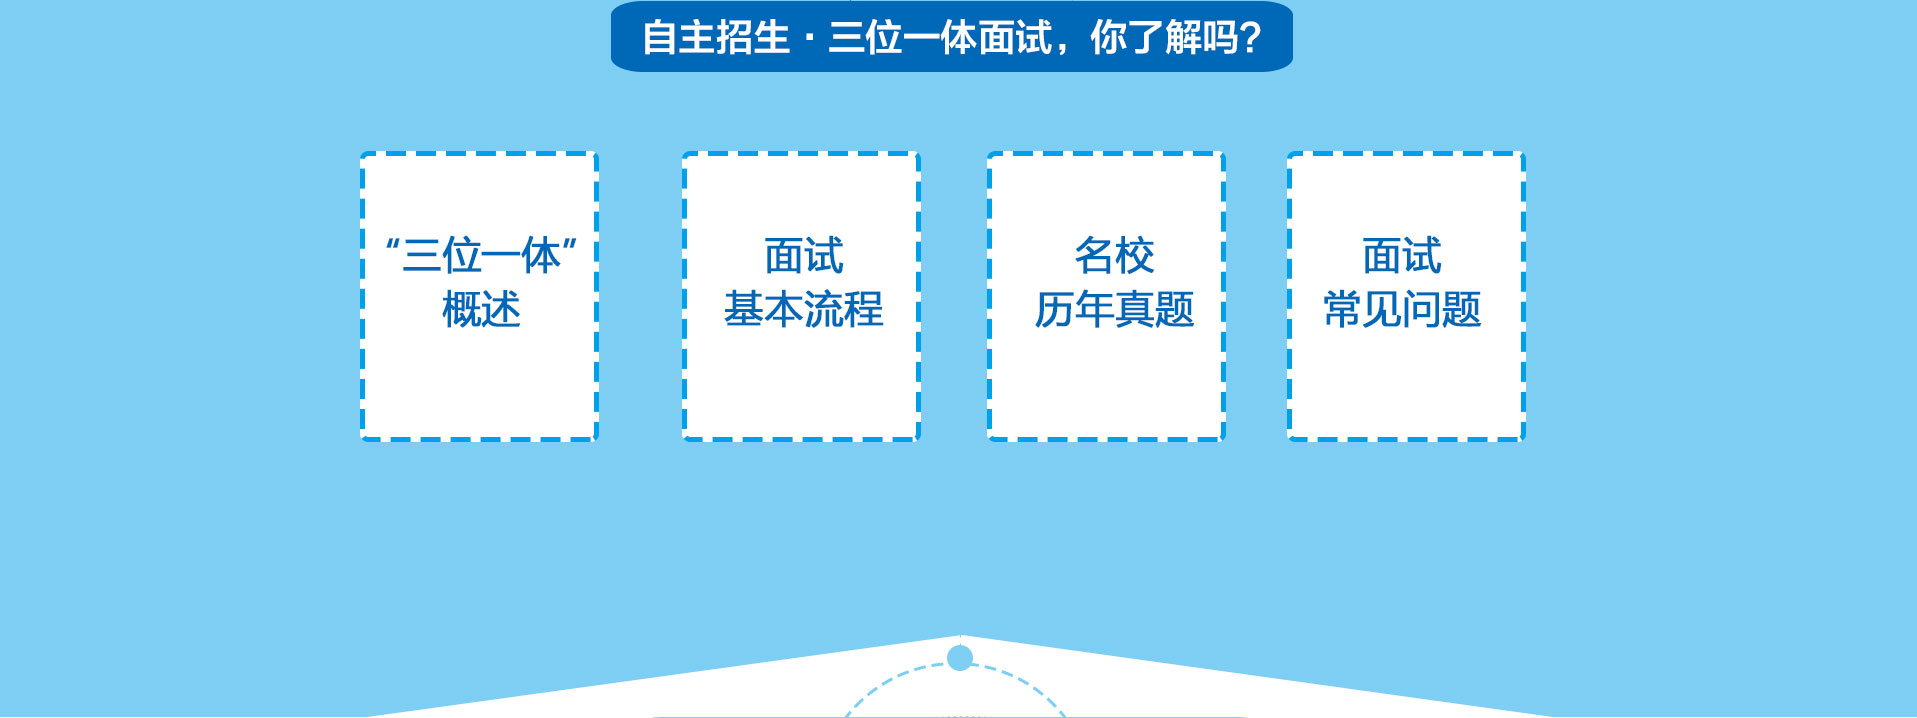 自主招生·三位一体面试，你了解吗？
“三位一体”
概述
面试
基本流程
名校
历年真题
面试
常见问题